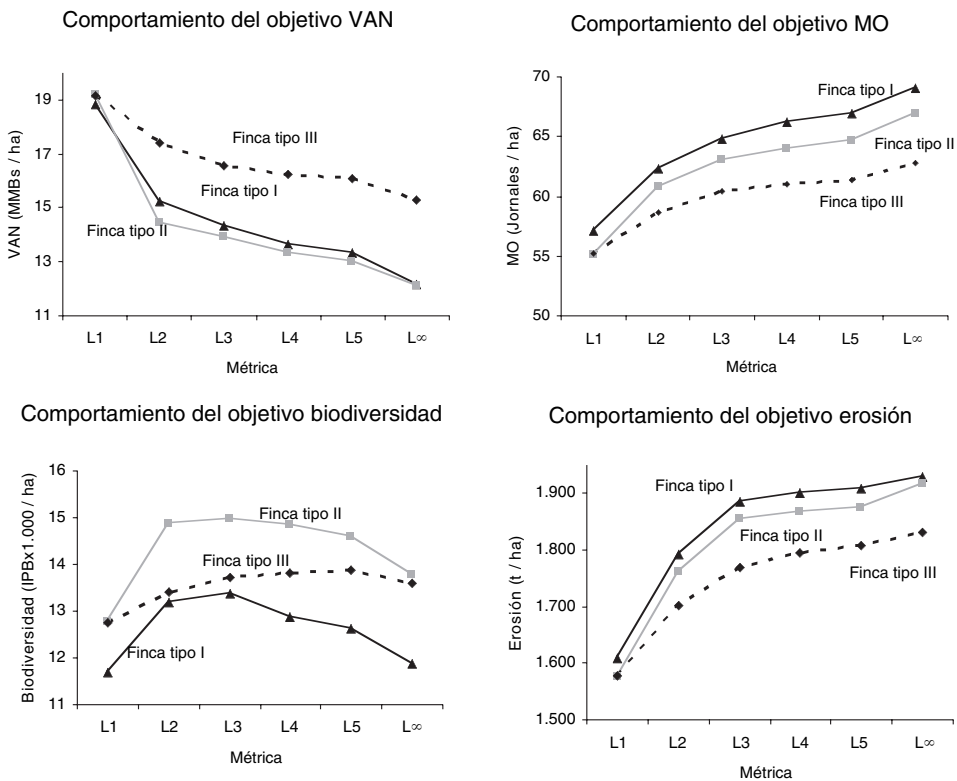 Comportamiento del objetivo VAN
VAN (MMBs / ha)
19
17
15
13
11
Finca tipo III
Finca tipo I
Finca tipo II
L1 L2 L3 L4 L5 L∞
Métrica
Comportamiento del objetivo MO
MO (Jornales / ha)
70
65
60
55
50
Finca tipo I
Finca tipo II
Finca tipo III
L1 L2 L3 L4 L5 L∞
Métrica
Comportamiento del objetivo biodiversidad
Biodiversidad (IPBx1.000 / ha)
16
15
14
13
12
11
Finca tipo II
Finca tipo III
Finca tipo I
L1 L2 L3 L4 L5 L∞
Métrica
Comportamiento del objetivo erosión
Erosión (t / ha)
1.900
1.800
1.700
1.600
1.500
Finca tipo I
Finca tipo II
Finca tipo III
L1 L2 L3 L4 L5 L∞
Métrica